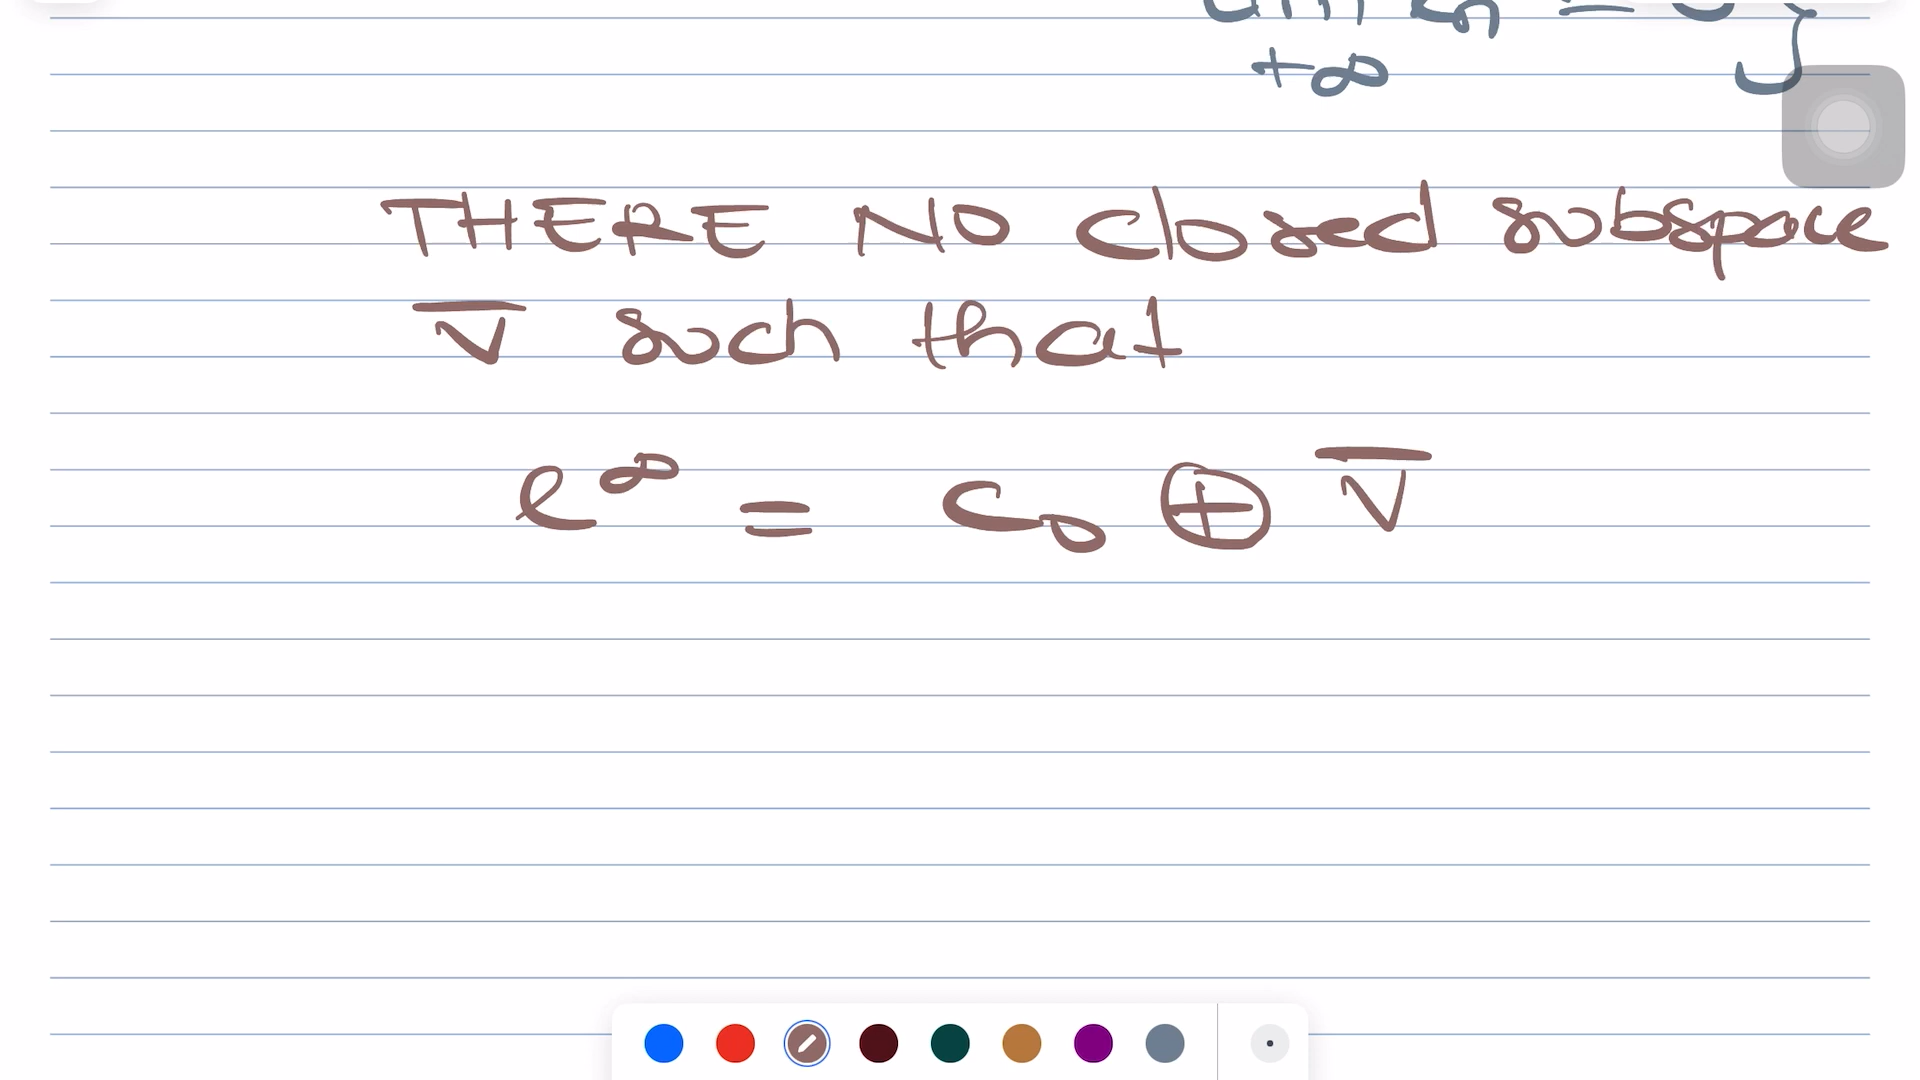 +∞
THERE NO closed subspace
V̅ such that
ℓ^∞ = C₀ ⊕ V̅